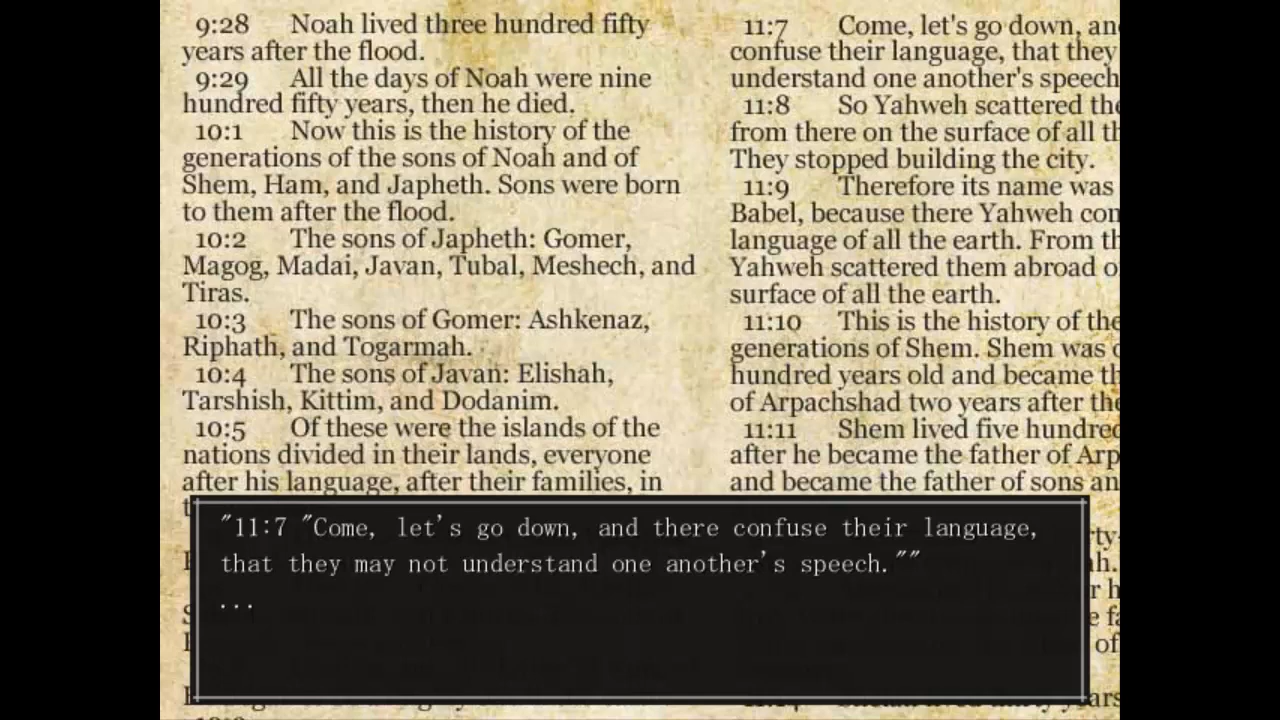 9:28 Noah lived three hundred fifty
years after the flood.
9:29 All the days of Noah were nine
hundred fifty years, then he died.
10:1 Now this is the history of the
generations of the sons of Noah and of
Shem, Ham, and Japheth. Sons were born
to them after the flood.
10:2 The sons of Japheth: Gomer,
Magog, Madai, Javan, Tubal, Meshech, and
Tiras.
10:3 The sons of Gomer: Ashkenaz,
Riphath, and Togarmah.
10:4 The sons of Javan: Elishah,
Tarshish, Kittim, and Dodanim.
10:5 Of these were the islands of the
nations divided in their lands, everyone
after his language, after their families, in
11:7 Come, let's go down, and
confuse their language, that they
understand one another's speech
11:8 So Yahweh scattered
from there on the surface of all
They stopped building the city.
11:9 Therefore its name was
Babel, because there Yahweh
language of all the earth. From
Yahweh scattered them abroad
surface of all the earth.
11:10 This is the history of the
generations of Shem. Shem was
hundred years old and became
of Arpachshad two years after the
11:11 Shem lived five hundred
after he became the father of
and became the father of sons
"11:7 "Come, let's go down, and there confuse their language,
that they may not understand one another's speech.""
...